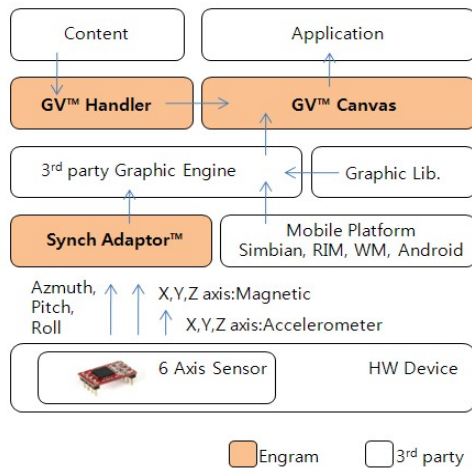 Content
Application
GV™ Handler
GV™ Canvas
3rd party Graphic Engine
Graphic Lib.
Synch Adaptor™
Mobile Platform
Simbian, RIM, WM, Android
Azmuth,
Pitch,
Roll
X,Y,Z axis:Magnetic
X,Y,Z axis:Accelerometer
6 Axis Sensor
HW Device
Engram
3rd party